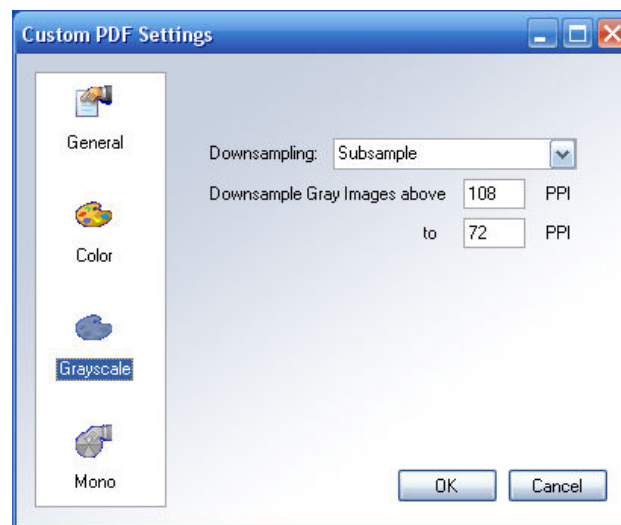 Custom PDF Settings
General
Color
Grayscale
Mono
Downsampling: Subsample
Downsample Gray Images above 108 PPI
to 72 PPI
OK Cancel